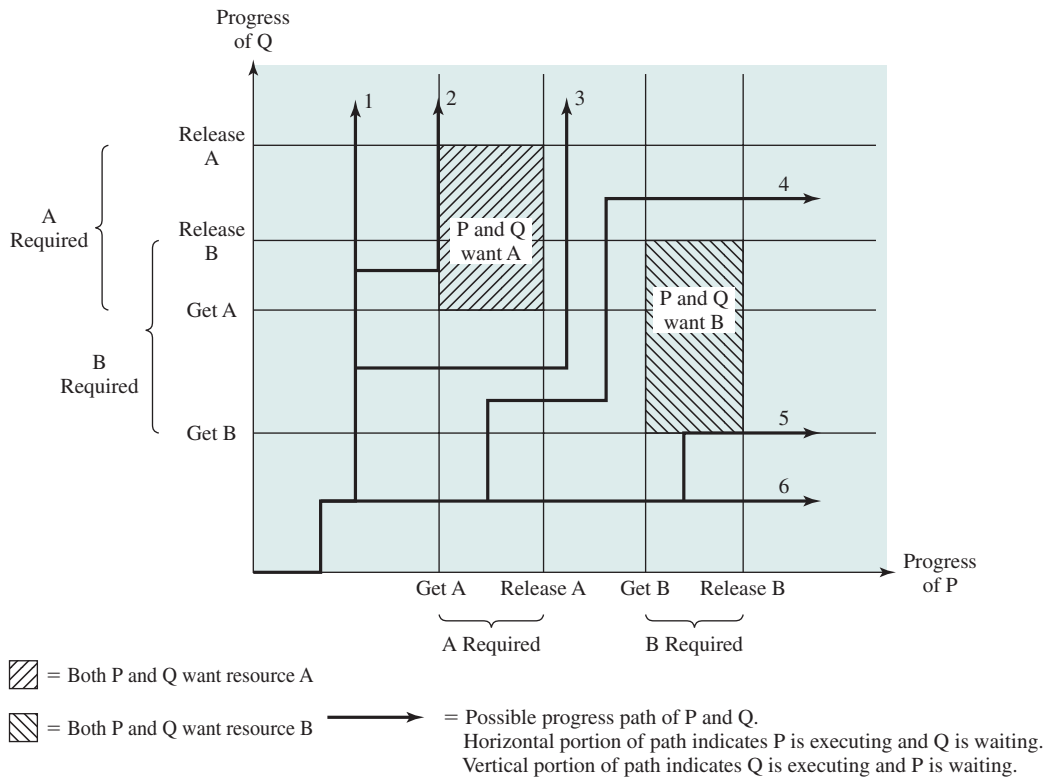 Progress
of Q
1
2
3
Release
A
4
A
Required
Release
B
P and Q
want A
P and Q
want B
Get A
B
Required
Get B
5
6
Progress
of P
Get A
Release A
Get B
Release B
A Required
B Required
= Both P and Q want resource A
= Both P and Q want resource B
= Possible progress path of P and Q.
Horizontal portion of path indicates P is executing and Q is waiting.
Vertical portion of path indicates Q is executing and P is waiting.